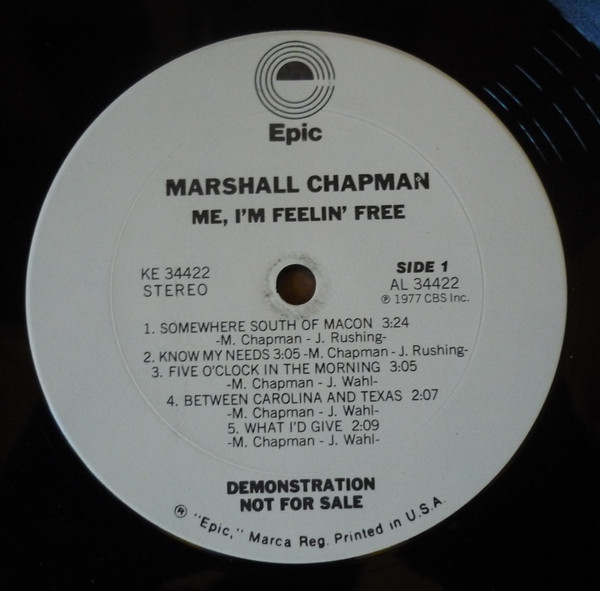 Epic
MARSHALL CHAPMAN
ME, I'M FEELIN' FREE
KE 34422
STEREO
SIDE 1
AL 34422
℗ 1977 CBS Inc.
1. SOMEWHERE SOUTH OF MACON 3:24
-M. Chapman - J. Rushing-
2. KNOW MY NEEDS 3:05 -M. Chapman - J. Rushing-
3. FIVE O'CLOCK IN THE MORNING 3:05
-M. Chapman - J. Wahl-
4. BETWEEN CAROLINA AND TEXAS 2:07
-M. Chapman - J. Wahl-
5. WHAT I'D GIVE 2:09
-M. Chapman - J. Wahl-
DEMONSTRATION
NOT FOR SALE
® "Epic," Marca Reg. Printed in U.S.A.